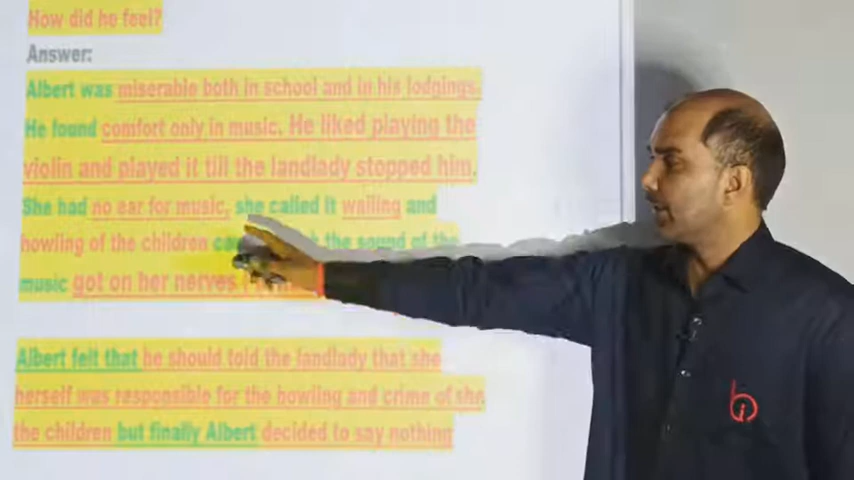 How did he feel?
Answer:
Albert was miserable both in school and in his lodgings.
He found comfort only in music. He liked playing the
violin and played it till the landlady stopped him.
She had no ear for music, she called it wailing and
howling of the children the sound of the
music got on her nerves.
Albert felt that he should told the landlady that she
herself was responsible for the howling and crime of she.
the children but finally Albert decided to say nothing